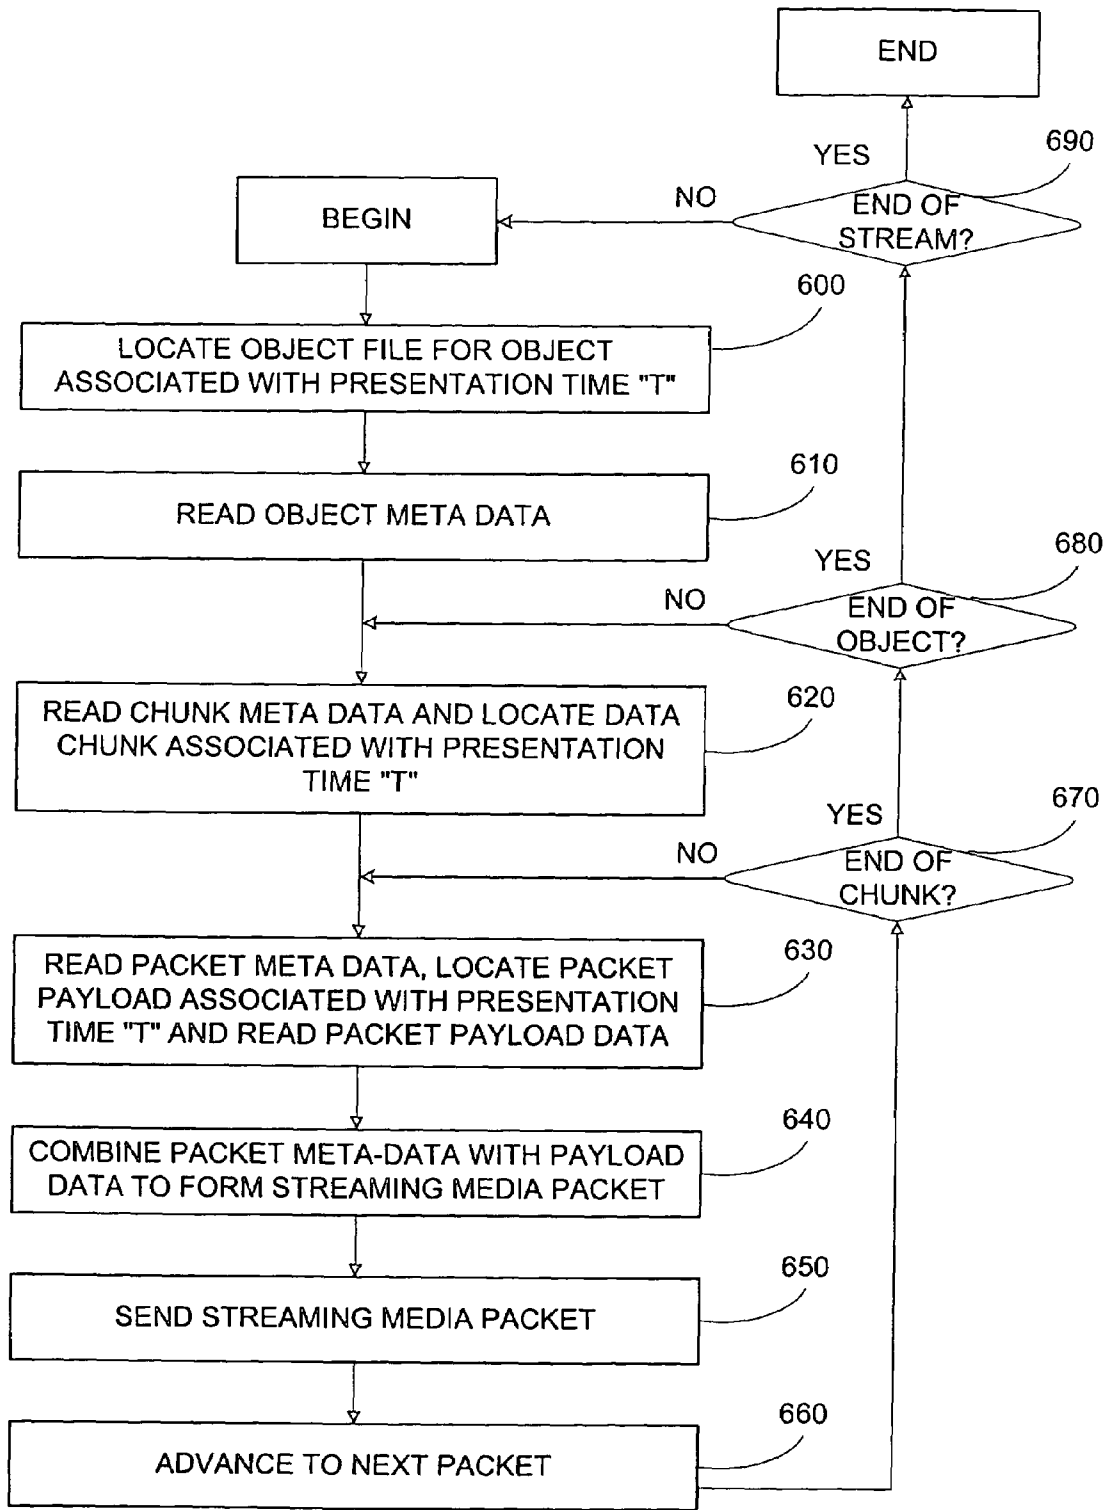 END
690
YES
NO
END OF
STREAM?
BEGIN
600
LOCATE OBJECT FILE FOR OBJECT
ASSOCIATED WITH PRESENTATION TIME "T"
610
READ OBJECT META DATA
680
YES
NO
END OF
OBJECT?
620
READ CHUNK META DATA AND LOCATE DATA
CHUNK ASSOCIATED WITH PRESENTATION
TIME "T"
670
YES
NO
END OF
CHUNK?
630
READ PACKET META DATA, LOCATE PACKET
PAYLOAD ASSOCIATED WITH PRESENTATION
TIME "T" AND READ PACKET PAYLOAD DATA
640
COMBINE PACKET META-DATA WITH PAYLOAD
DATA TO FORM STREAMING MEDIA PACKET
650
SEND STREAMING MEDIA PACKET
660
ADVANCE TO NEXT PACKET